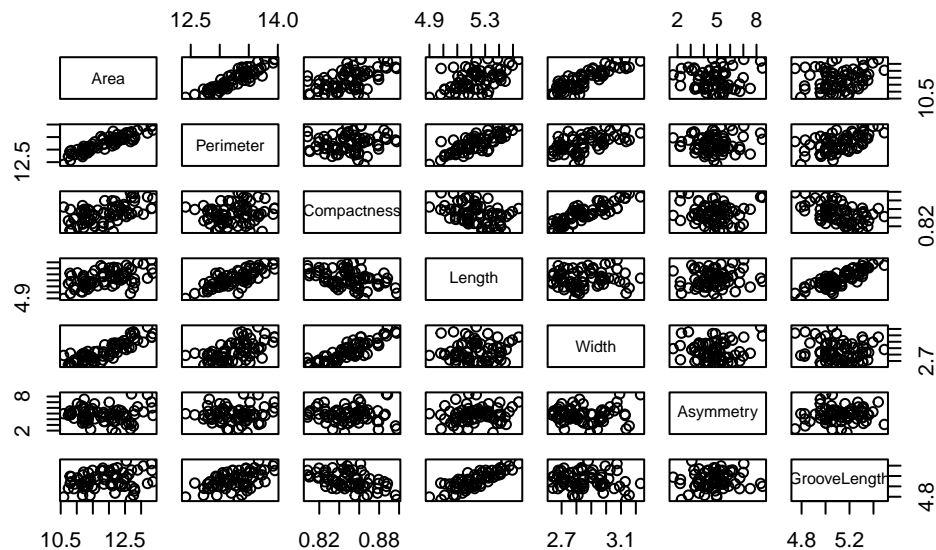 12.5 14.0 4.9 5.3 2 5 8
Area 10.5
12.5 Perimeter
Compactness 0.82
4.9 Length
Width 2.7
2 8 Asymmetry
GrooveLength 4.8
10.5 12.5 0.82 0.88 2.7 3.1 4.8 5.2